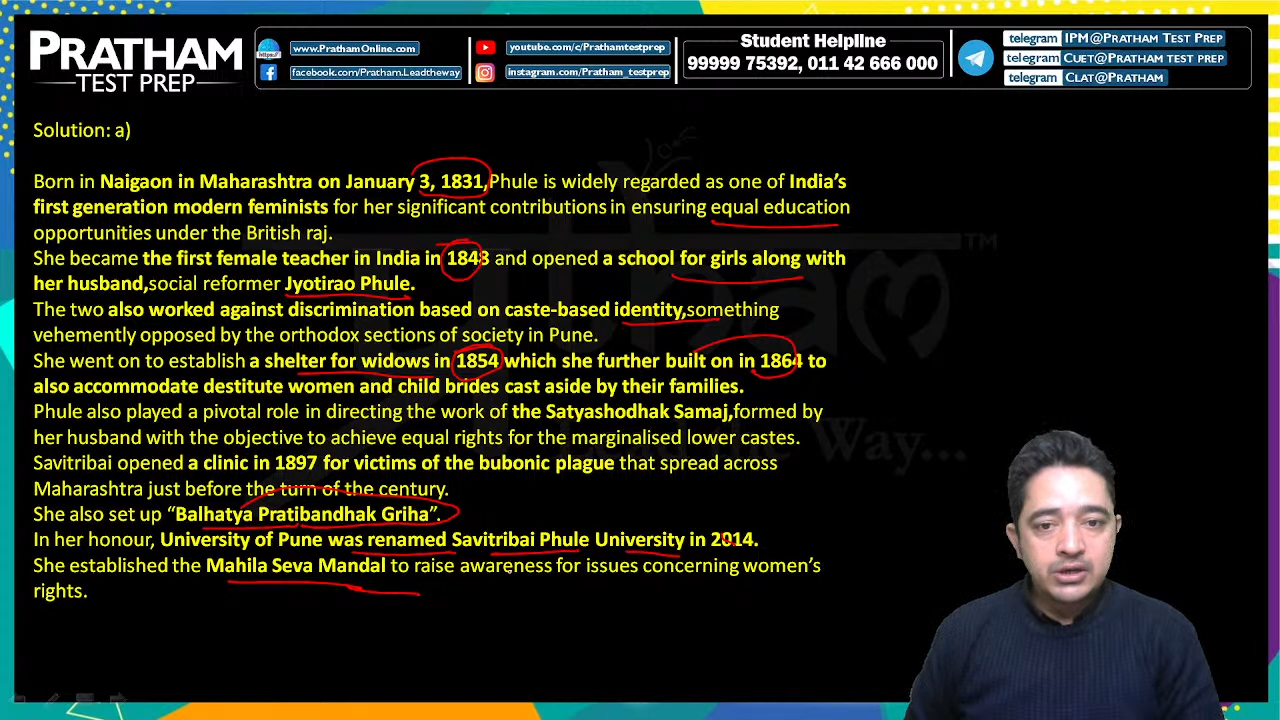 PRATHAM
TEST PREP
https://
www.PrathamOnline.com
facebook.com/Pratham.Leadtheway
youtube.com/c/Prathamtestprep
instagram.com/Pratham_testprep
Student Helpline
99999 75392, 011 42 666 000
telegram IPM@PRATHAM TEST PREP
telegram CUET@PRATHAM TEST PREP
telegram CLAT@PRATHAM
Solution: a)
Born in Naigaon in Maharashtra on January 3, 1831,Phule is widely regarded as one of India's
first generation modern feminists for her significant contributions in ensuring equal education
opportunities under the British raj.
She became the first female teacher in India in 1848 and opened a school for girls along with
her husband,social reformer Jyotirao Phule.
The two also worked against discrimination based on caste-based identity,something
vehemently opposed by the orthodox sections of society in Pune.
She went on to establish a shelter for widows in 1854 which she further built on in 1864 to
also accommodate destitute women and child brides cast aside by their families.
Phule also played a pivotal role in directing the work of the Satyashodhak Samaj,formed by
her husband with the objective to achieve equal rights for the marginalised lower castes.
Savitribai opened a clinic in 1897 for victims of the bubonic plague that spread across
Maharashtra just before the turn of the century.
She also set up “Balhatya Pratibandhak Griha”.
In her honour, University of Pune was renamed Savitribai Phule University in 2014.
She established the Mahila Seva Mandal to raise awareness for issues concerning women's
rights.
TM
the Way...